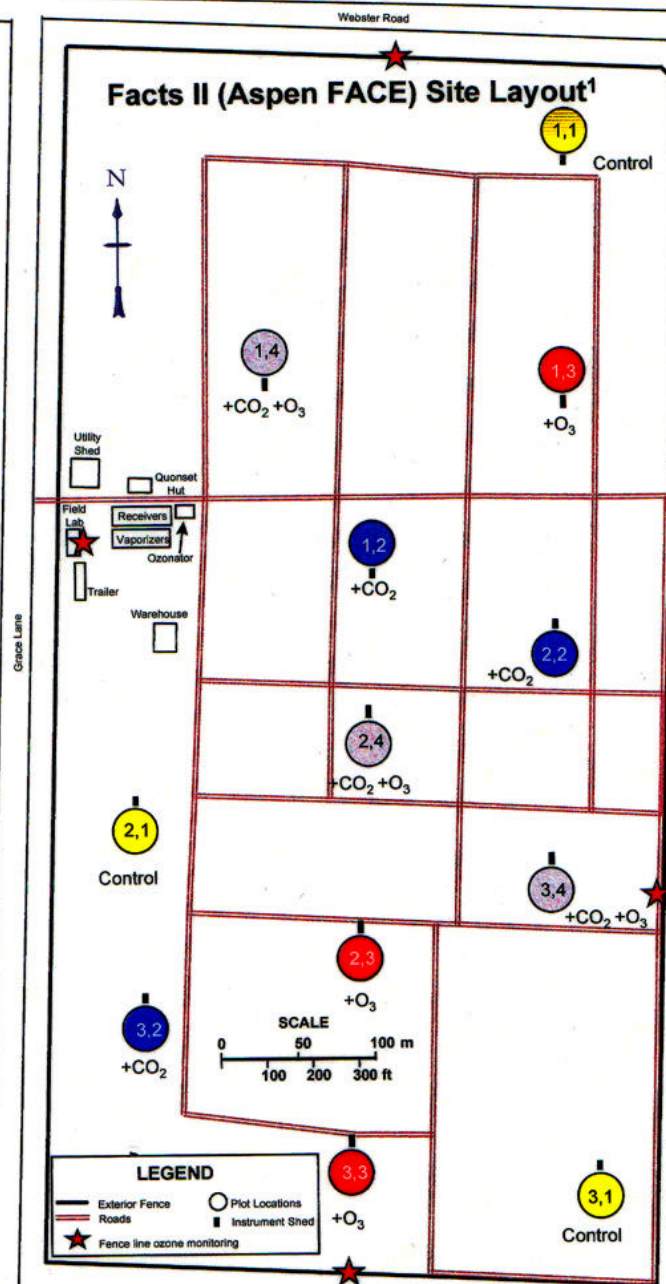 Webster Road
Facts II (Aspen FACE) Site Layout¹
1,1
Control
N
1,4
+CO₂ +O₃
1,3
+O₃
Utility
Shed
Quonset
Hut
Field
Lab
Receivers
Vaporizers
Ozonator
Trailer
Warehouse
Grace Lane
1,2
+CO₂
2,2
+CO₂
2,4
+CO₂ +O₃
2,1
Control
3,4
+CO₂ +O₃
2,3
+O₃
3,2
+CO₂
SCALE
0 50 100 m
100 200 300 ft
3,3
+O₃
3,1
Control
LEGEND
Exterior Fence
Plot Locations
Roads
Instrument Shed
Fence line ozone monitoring